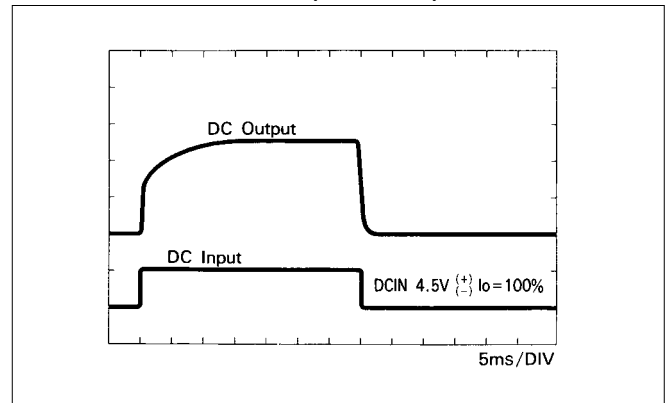 DC Output
DC Input
DCIN 4.5V (+) (−) Io=100%
5ms/DIV